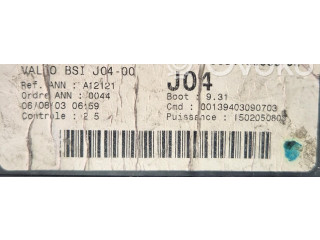 VALEO BSI J04-00
J04
Ref. ANN : A12121
Boot : 9.31
Ordre ANN : 0044
Cmd : 00139403090703
06/08/03 06:59
Controle : 2 5
Puissance : 150205080